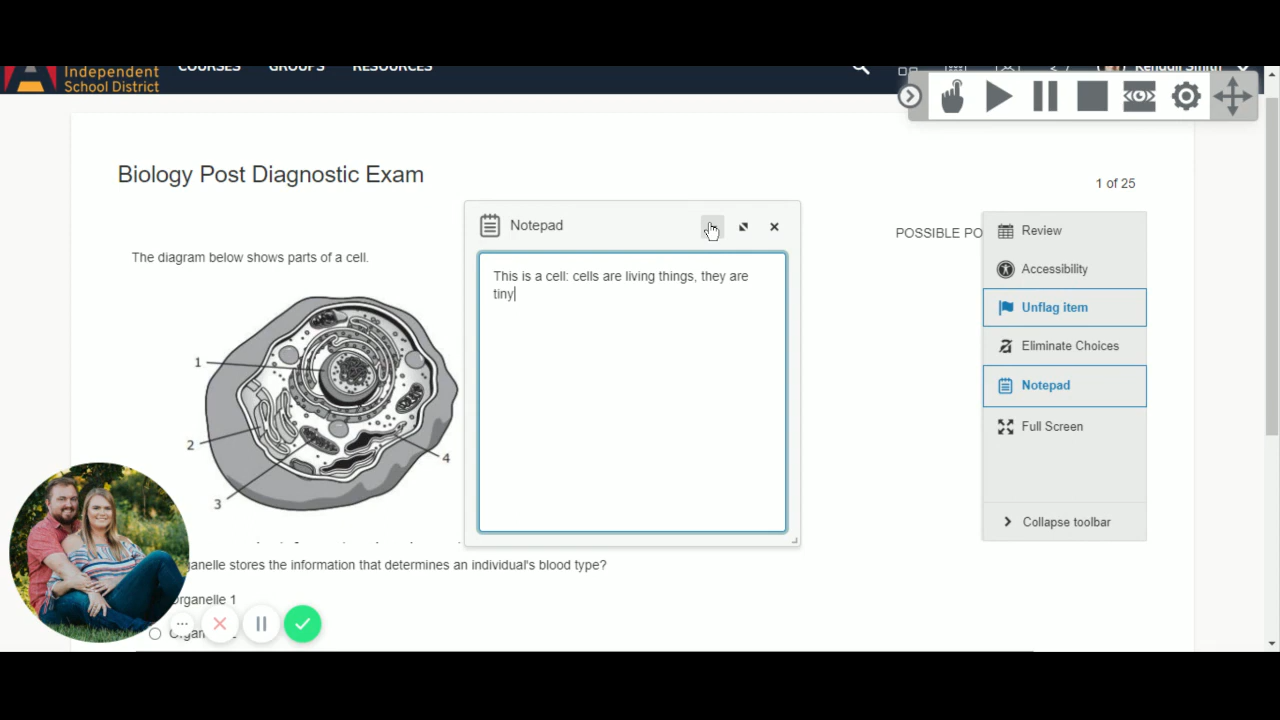 Independent
School District
COURSES GROUPS RESOURCES
Kendall Smith
Biology Post Diagnostic Exam
1 of 25
The diagram below shows parts of a cell.
1
2
3
4
Notepad
This is a cell: cells are living things, they are
tiny
POSSIBLE PO
Review
Accessibility
Unflag item
Eliminate Choices
Notepad
Full Screen
Collapse toolbar
anelle stores the information that determines an individual's blood type?
Organelle 1